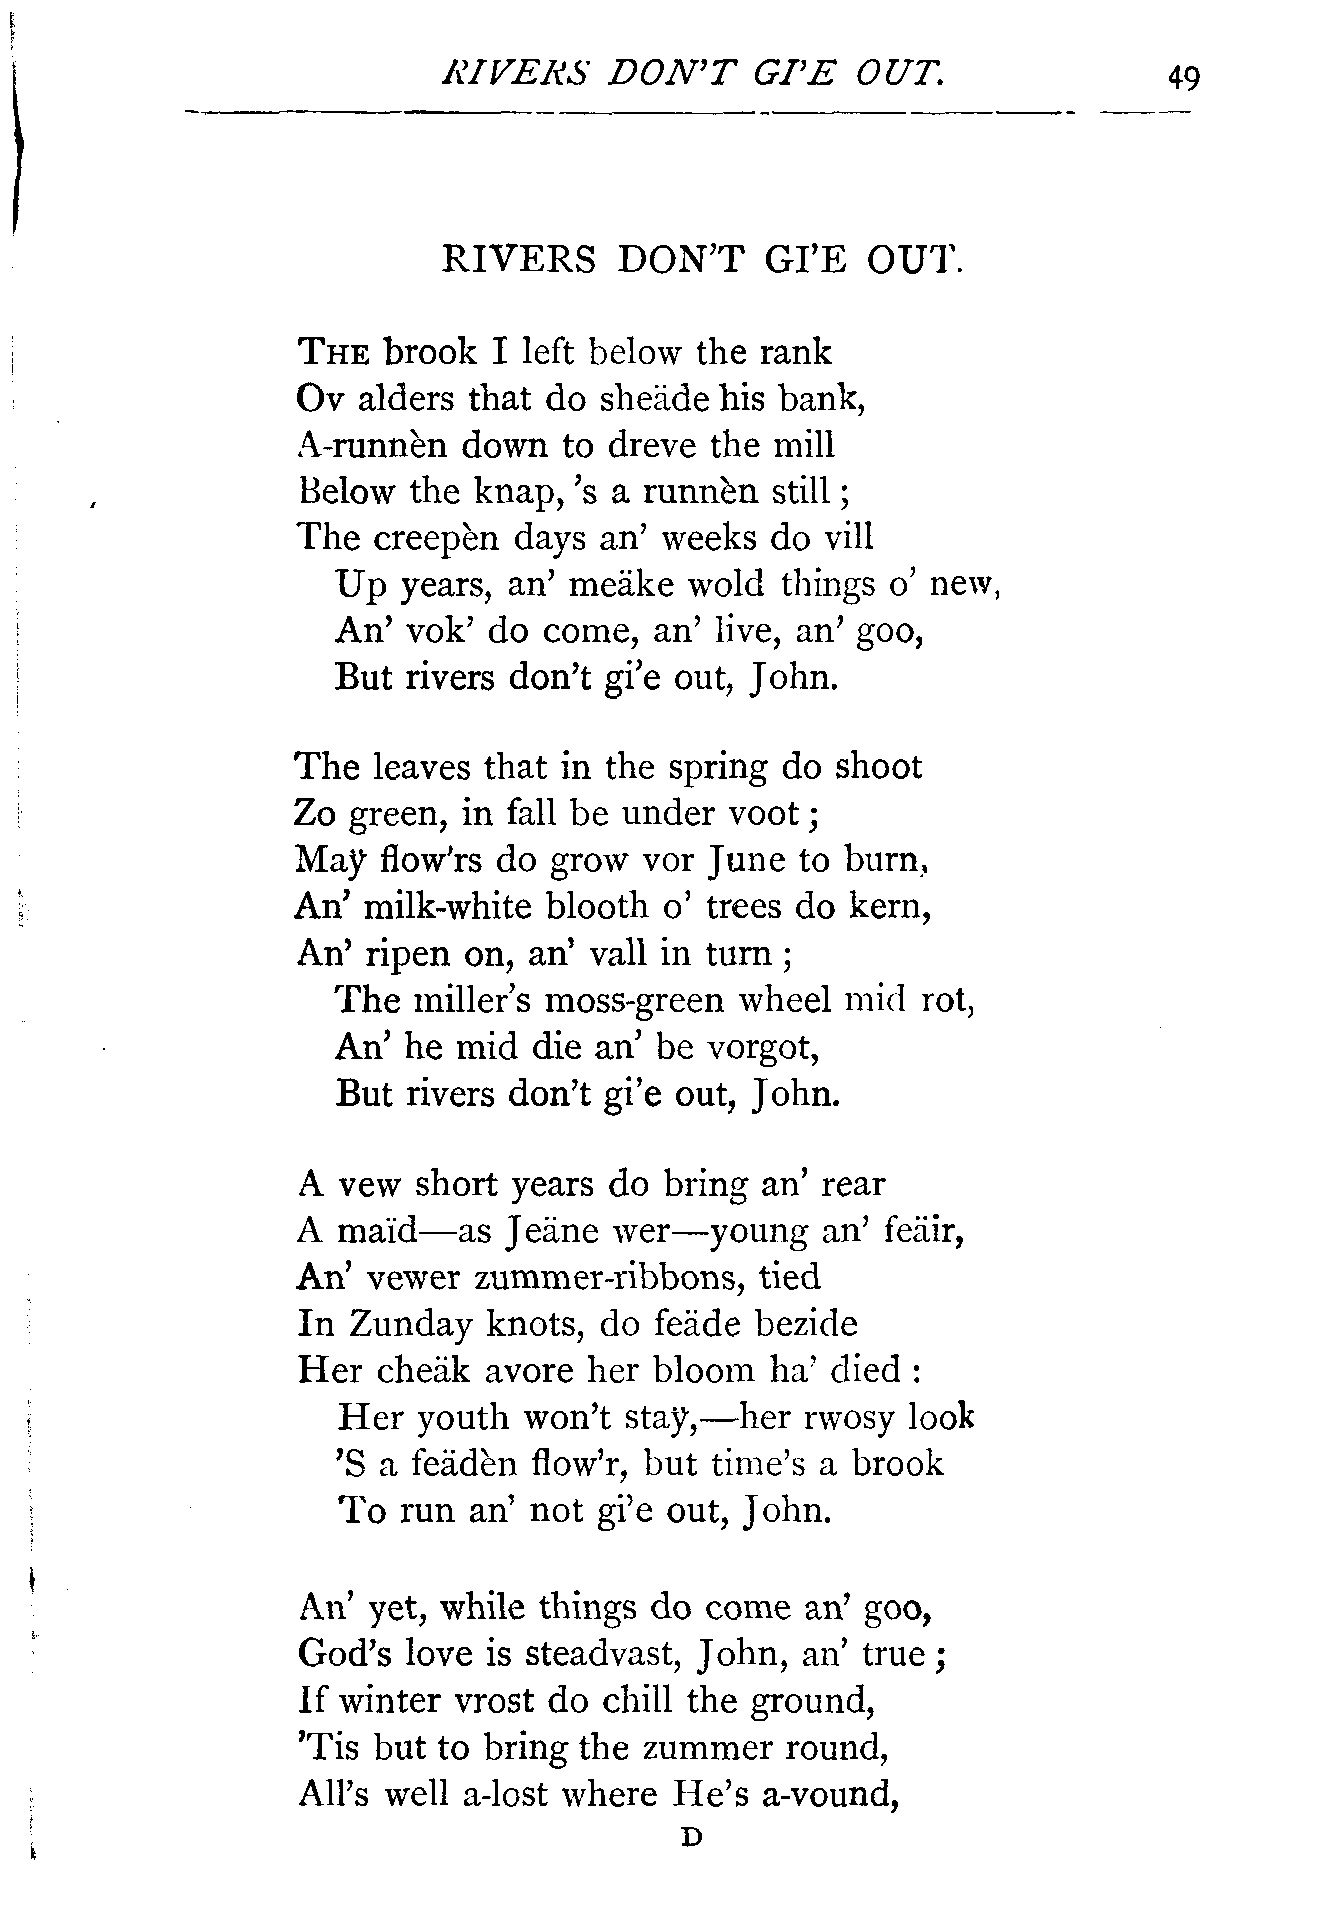 RIVERS DON'T GI'E OUT. 49
RIVERS DON'T GI'E OUT.
THE brook I left below the rank
Ov alders that do sheäde his bank,
A-runnèn down to dreve the mill
Below the knap, 's a runnèn still ;
The creepèn days an' weeks do vill
Up years, an' meäke wold things o' new,
An' vok' do come, an' live, an' goo,
But rivers don't gi'e out, John.
The leaves that in the spring do shoot
Zo green, in fall be under voot ;
Maÿ flow'rs do grow vor June to burn,
An' milk-white blooth o' trees do kern,
An' ripen on, an' vall in turn ;
The miller's moss-green wheel mid rot,
An' he mid die an' be vorgot,
But rivers don't gi'e out, John.
A vew short years do bring an' rear
A maïd—as Jeäne wer—young an' feäir,
An' vewer zummer-ribbons, tied
In Zunday knots, do feäde bezide
Her cheäk avore her bloom ha' died :
Her youth won't staÿ,—her rwosy look
'S a feädèn flow'r, but time's a brook
To run an' not gi'e out, John.
An' yet, while things do come an' goo,
God's love is steadvast, John, an' true ;
If winter vrost do chill the ground,
'Tis but to bring the zummer round,
All's well a-lost where He's a-vound,
D